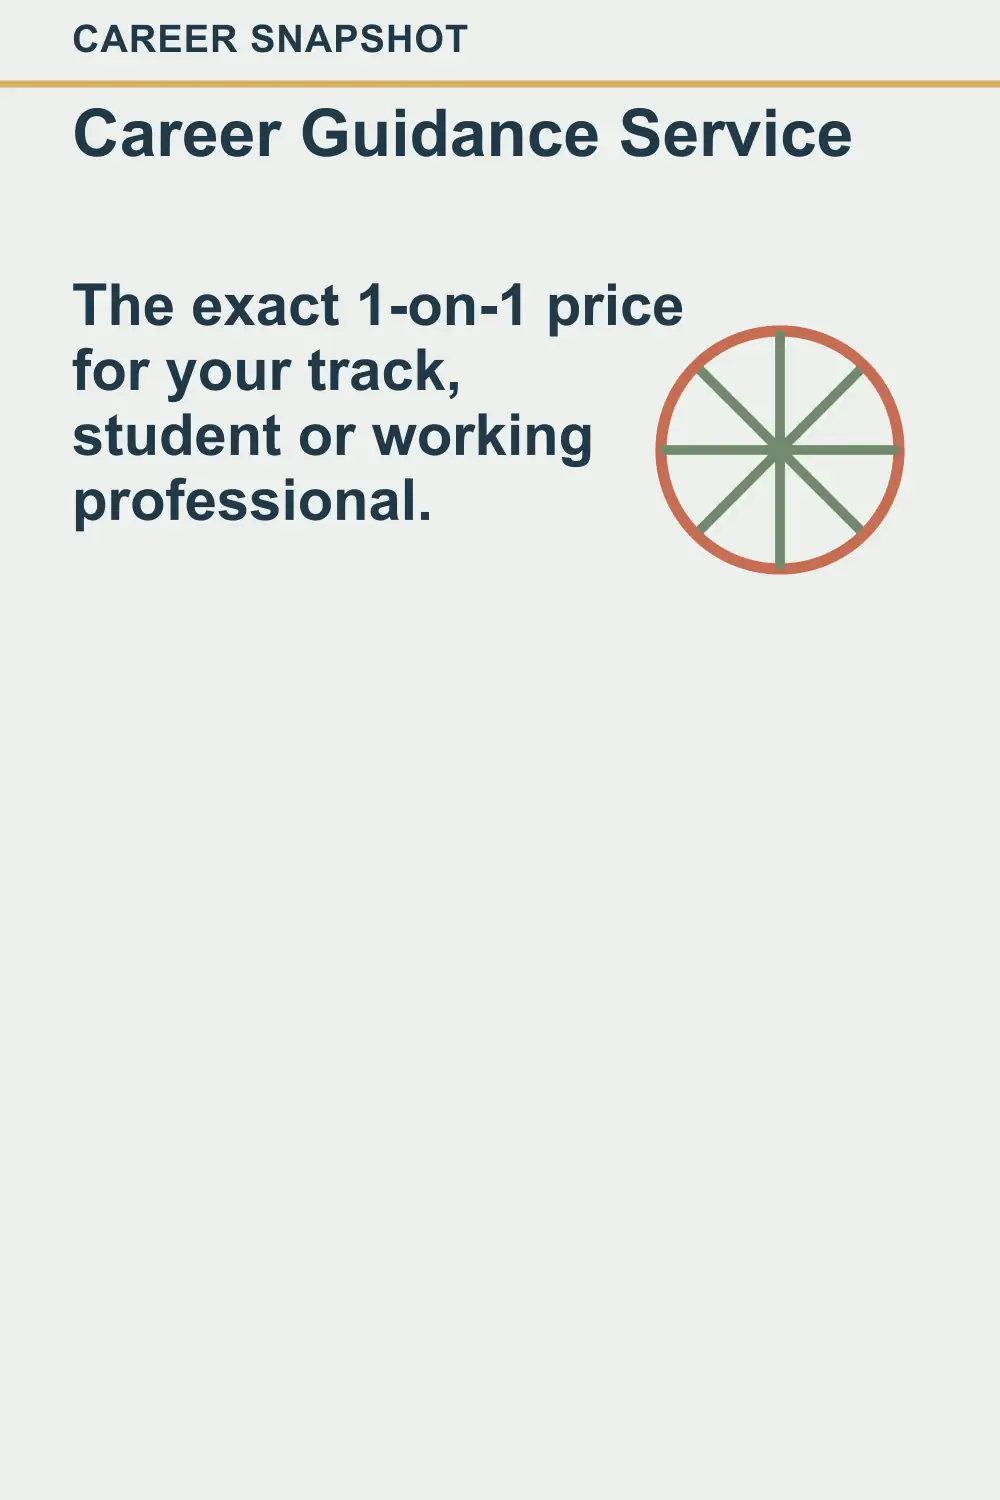 CAREER SNAPSHOT
Career Guidance Service
The exact 1-on-1 price
for your track,
student or working
professional.